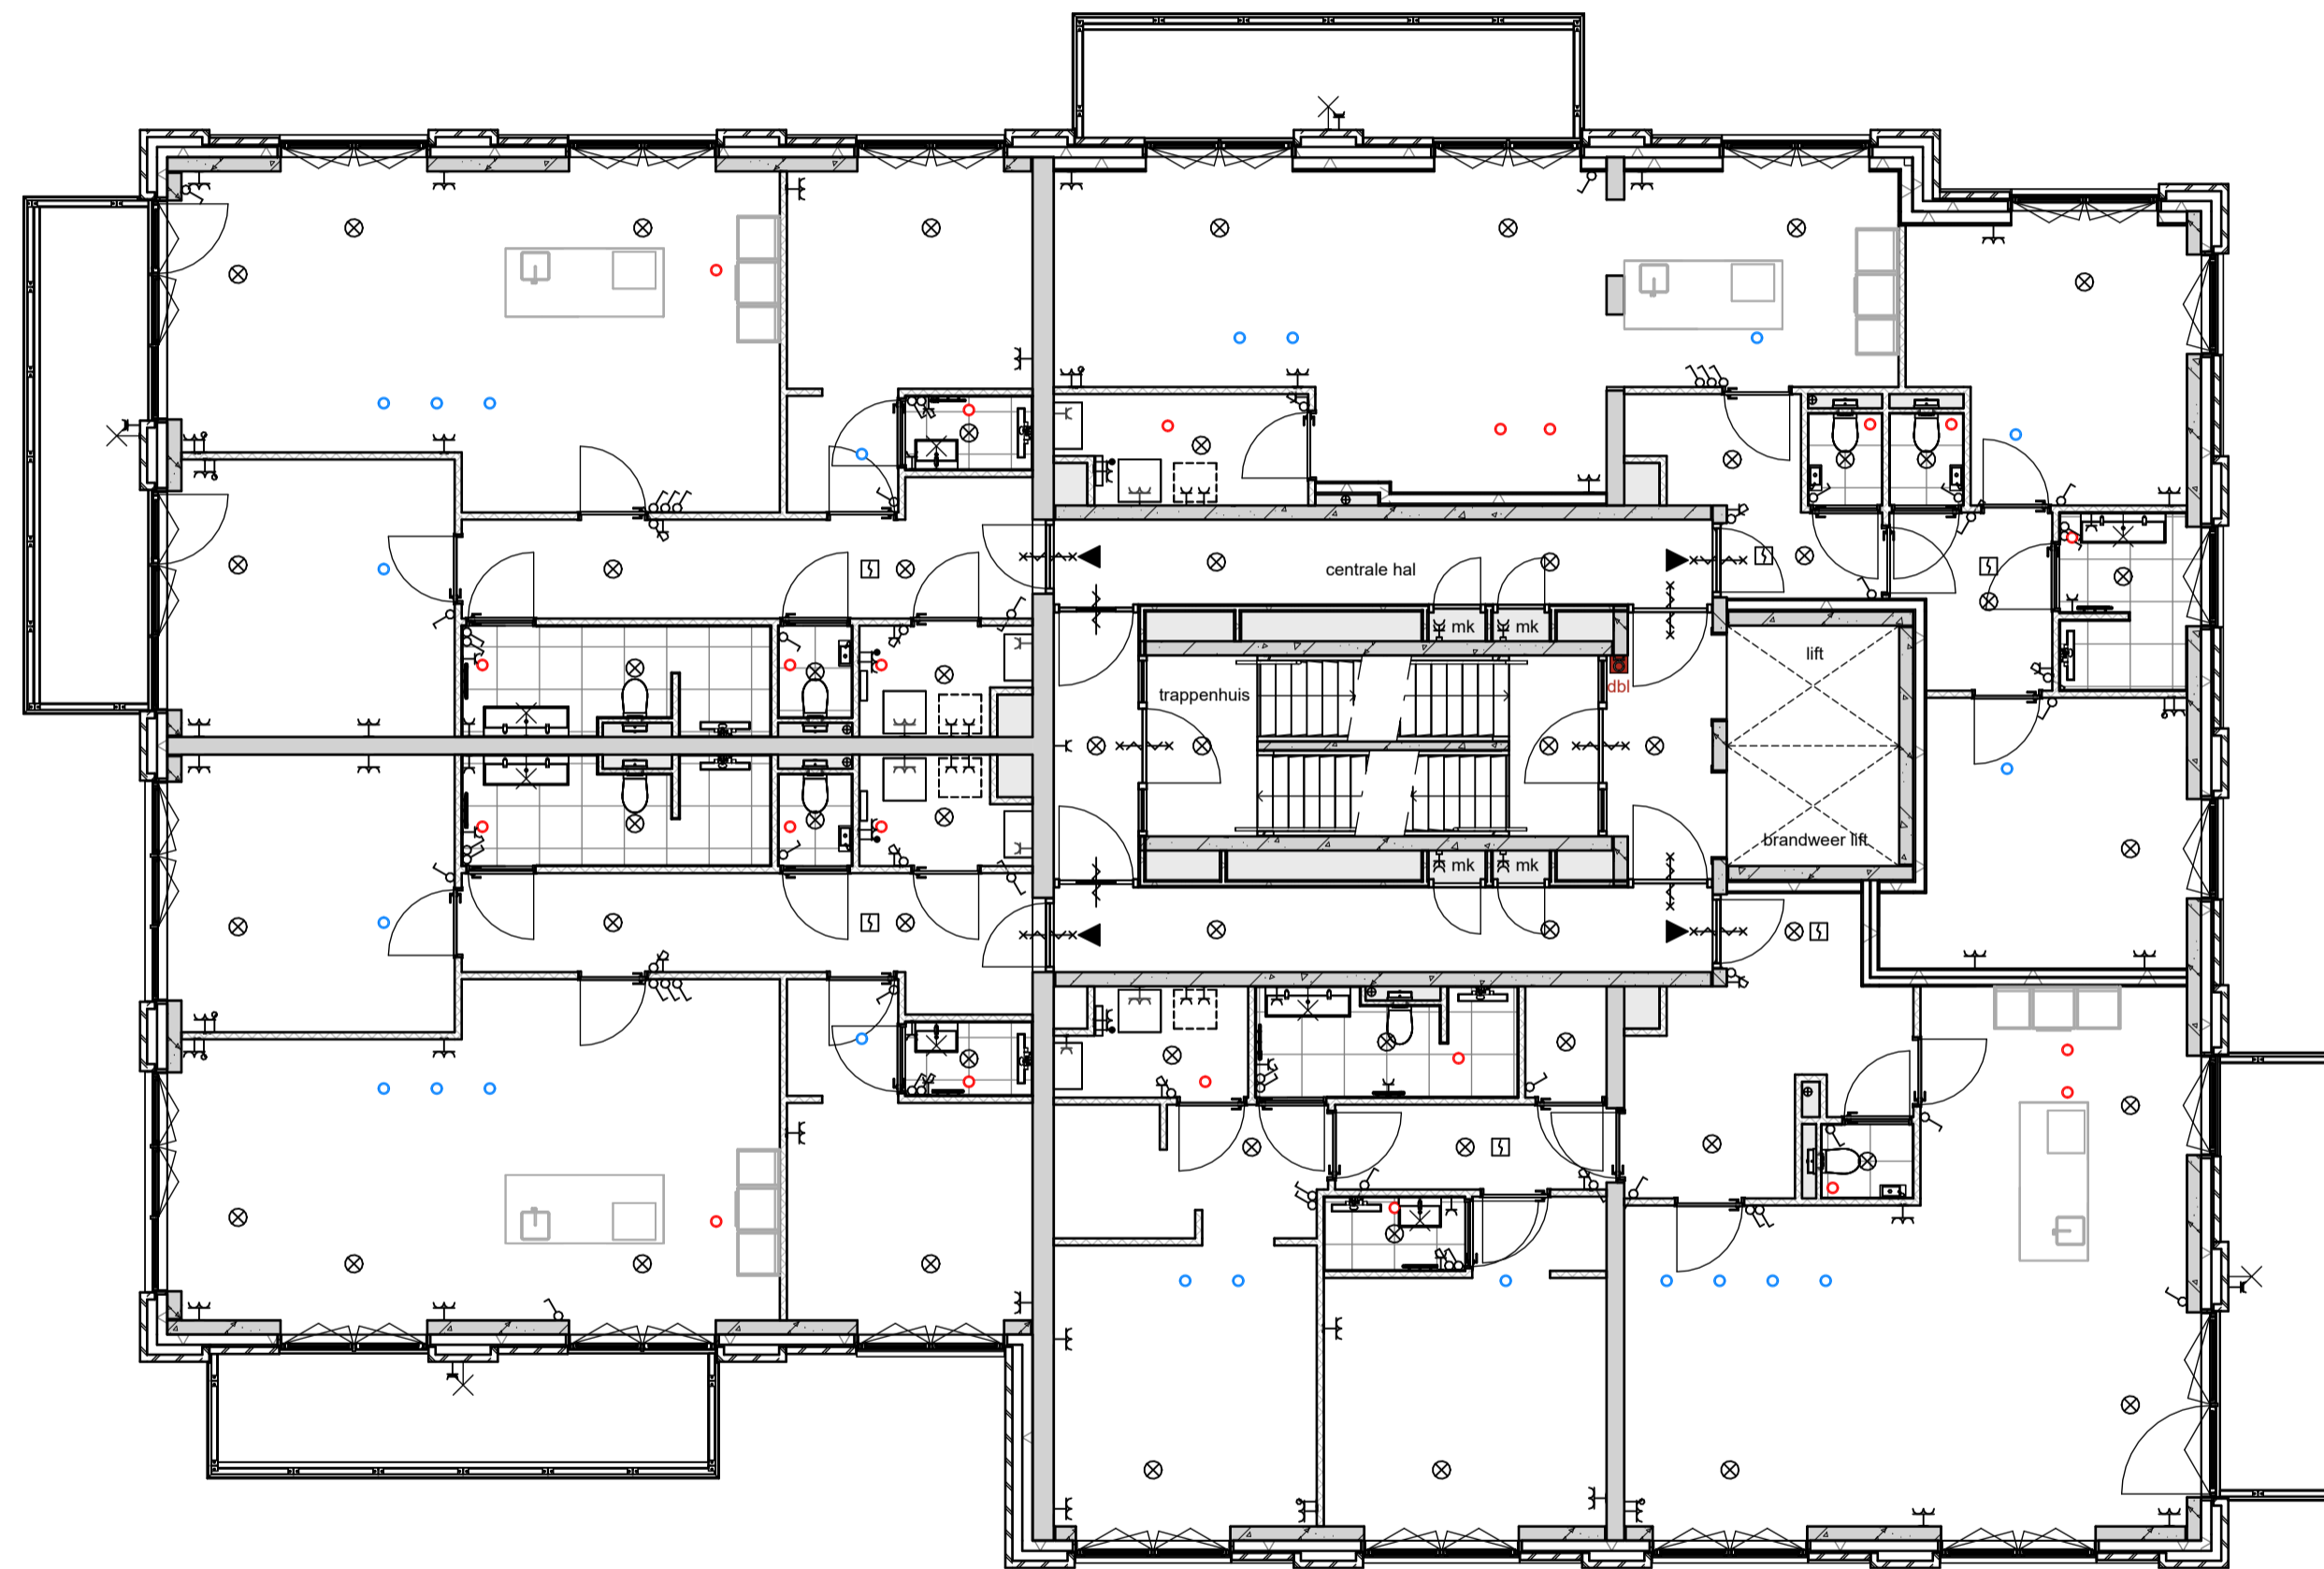 centrale hal
mk
mk
lift
trappenhuis
dbl
brandweer lift
mk
mk